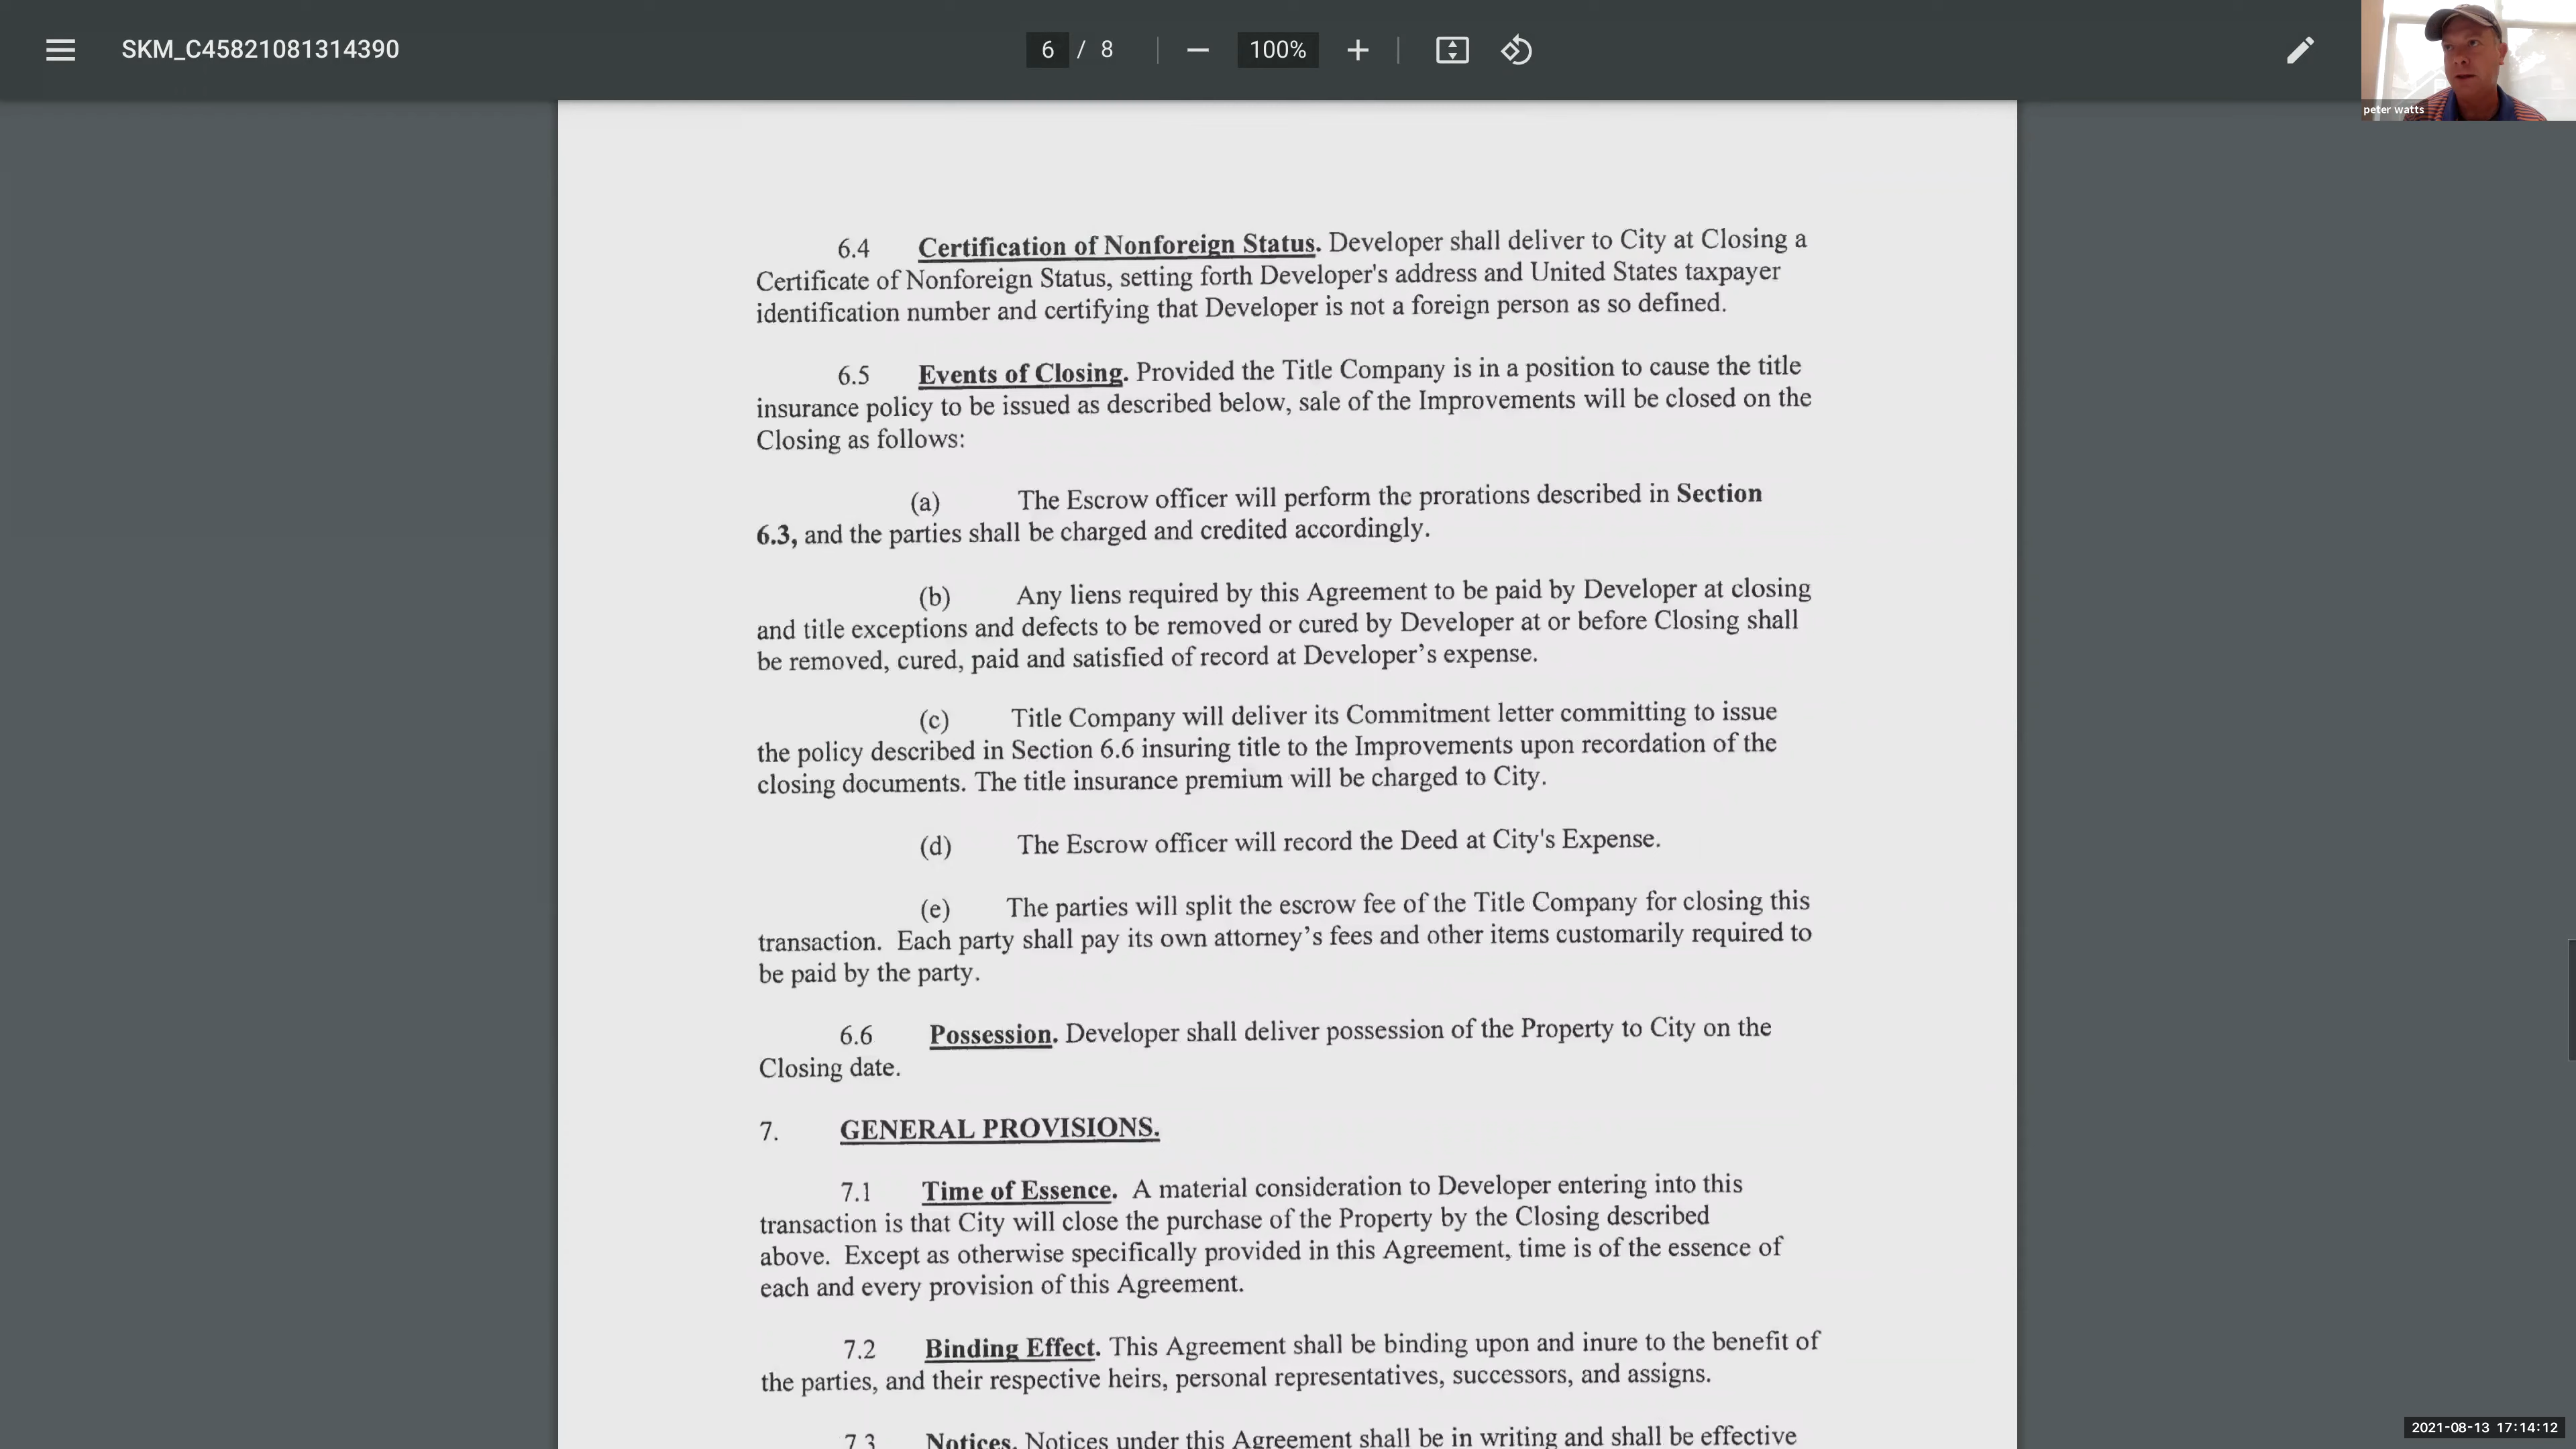 SKM_C45821081314390
6 / 8
100%
peter watts
6.4 Certification of Nonforeign Status. Developer shall deliver to City at Closing a
Certificate of Nonforeign Status, setting forth Developer's address and United States taxpayer
identification number and certifying that Developer is not a foreign person as so defined.
6.5 Events of Closing. Provided the Title Company is in a position to cause the title
insurance policy to be issued as described below, sale of the Improvements will be closed on the
Closing as follows:
(a) The Escrow officer will perform the prorations described in Section
6.3, and the parties shall be charged and credited accordingly.
(b) Any liens required by this Agreement to be paid by Developer at closing
and title exceptions and defects to be removed or cured by Developer at or before Closing shall
be removed, cured, paid and satisfied of record at Developer’s expense.
(c) Title Company will deliver its Commitment letter committing to issue
the policy described in Section 6.6 insuring title to the Improvements upon recordation of the
closing documents. The title insurance premium will be charged to City.
(d) The Escrow officer will record the Deed at City's Expense.
(e) The parties will split the escrow fee of the Title Company for closing this
transaction. Each party shall pay its own attorney’s fees and other items customarily required to
be paid by the party.
6.6 Possession. Developer shall deliver possession of the Property to City on the
Closing date.
7. GENERAL PROVISIONS.
7.1 Time of Essence. A material consideration to Developer entering into this
transaction is that City will close the purchase of the Property by the Closing described
above. Except as otherwise specifically provided in this Agreement, time is of the essence of
each and every provision of this Agreement.
7.2 Binding Effect. This Agreement shall be binding upon and inure to the benefit of
the parties, and their respective heirs, personal representatives, successors, and assigns.
7.3 Notices. Notices under this Agreement shall be in writing and shall be effective
2021-08-13 17:14:12